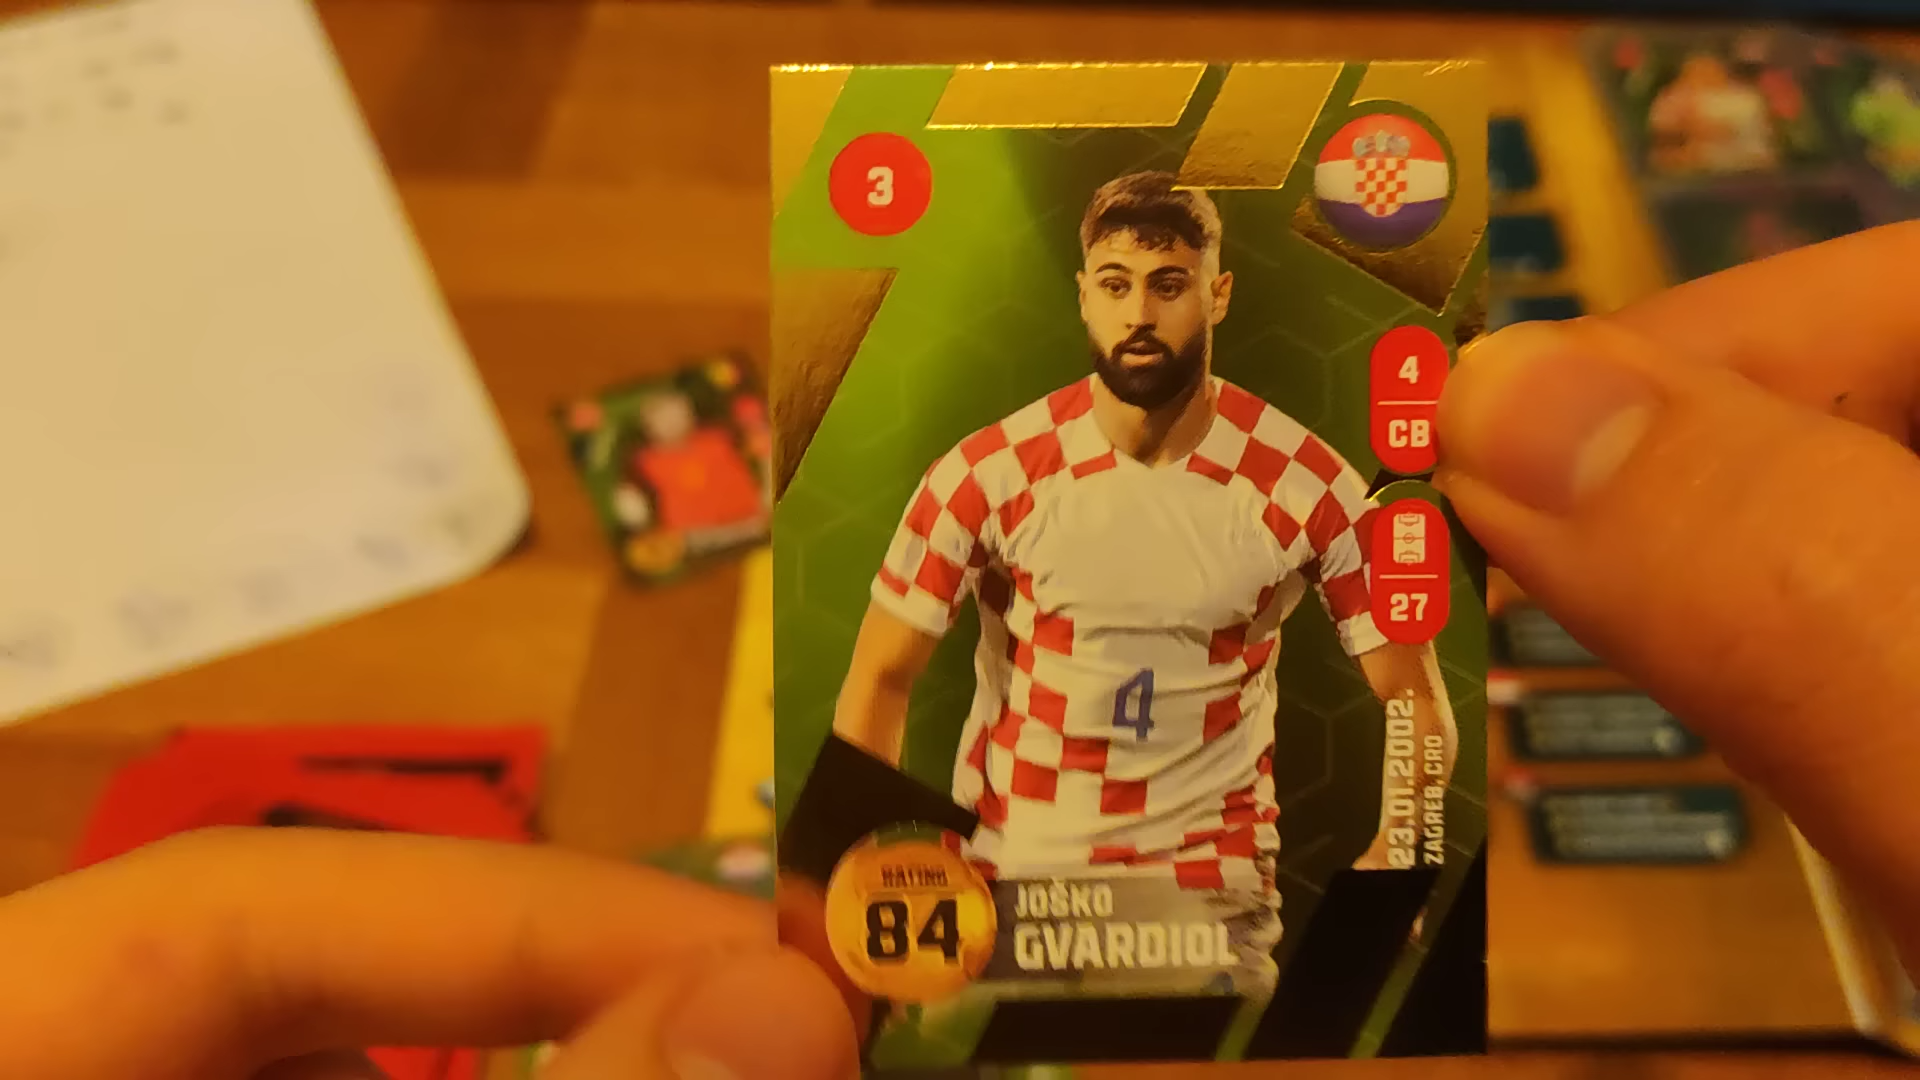 3
4
CB
27
4
23.01.2002.
ZAGREB, CRO
RATING
84
JOŠKO
GVARDIOL